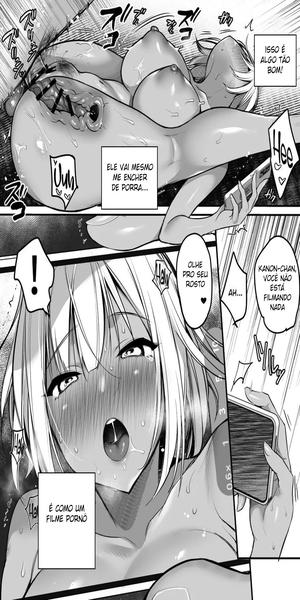 ISSO É
ALGO TÃO
BOM!
ELE VAI MESMO
ME ENCHER
DE PORRA...
KANON-CHAN,
VOCÊ NÃO
ESTÁ
FILMANDO
NADA
AH...
OLHE
PRO SEU
ROSTO
♥
!
É COMO UM
FILME PORNÔ